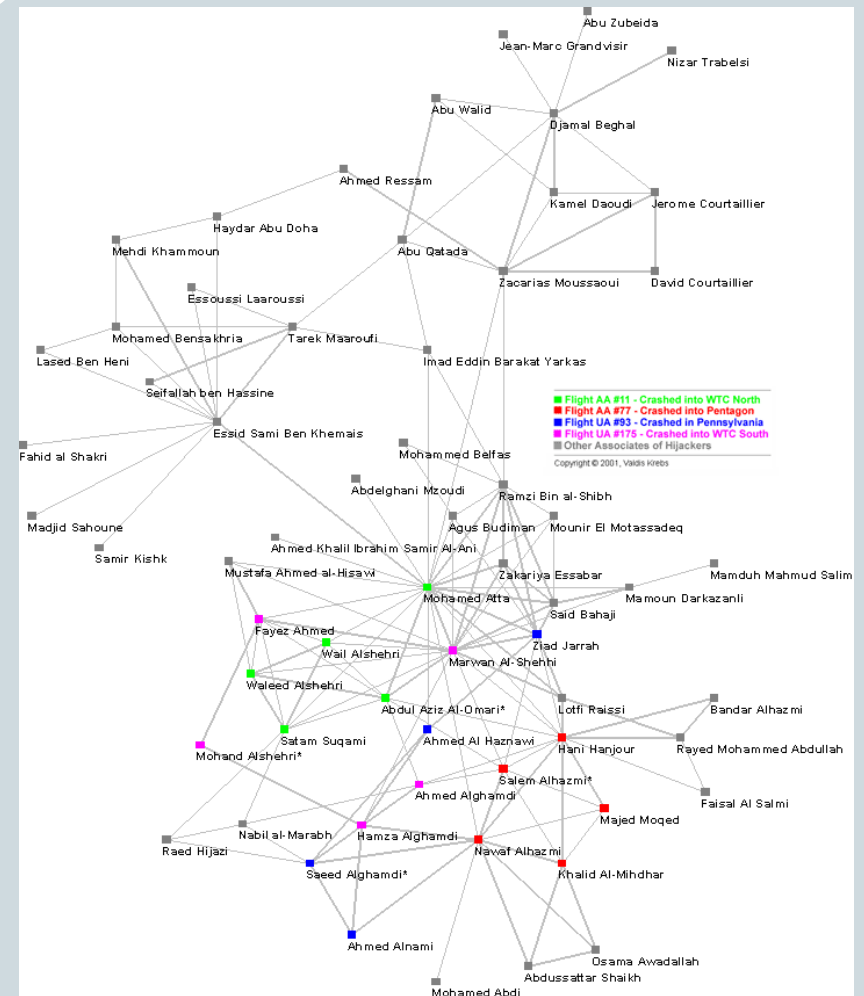 Abu Zubeida
Jean-Marc Grandvisir
Nizar Trabelsi
Abu Walid
Djamal Beghal
Ahmed Ressam
Kamel Daoudi
Jerome Courtaillier
Haydar Abu Doha
Mehdi Khammoun
Abu Qatada
Zacarias Moussaoui
David Courtaillier
Essoussi Laaroussi
Mohamed Bensakhria
Tarek Maaroufi
Lased Ben Heni
Imad Eddin Barakat Yarkas
Seifallah ben Hassine
Flight AA #11 - Crashed into WTC North
Flight AA #77 - Crashed into Pentagon
Flight UA #93 - Crashed in Pennsylvania
Flight UA #175 - Crashed into WTC South
Other Associates of Hijackers
Copyright © 2001, Valdis Krebs
Essid Sami Ben Khemais
Fahid al Shakri
Mohammed Belfas
Abdelghani Mzoudi
Ramzi Bin al-Shibh
Madjid Sahoune
Agus Budiman
Mounir El Motassadeq
Samir Kishk
Ahmed Khalil Ibrahim Samir Al-Ani
Mustafa Ahmed al-Hisawi
Zakariya Essabar
Mamduh Mahmud Salim
Mohamed Atta
Mamoun Darkazanli
Said Bahaji
Fayez Ahmed
Wail Alshehri
Ziad Jarrah
Marwan Al-Shehhi
Waleed Alshehri
Abdul Aziz Al-Omari*
Lotfi Raissi
Bandar Alhazmi
Satam Suqami
Ahmed Al Haznawi
Hani Hanjour
Rayed Mohammed Abdullah
Mohand Alshehri*
Salem Alhazmi*
Ahmed Alghamdi
Faisal Al Salmi
Majed Moqed
Nabil al-Marabh
Hamza Alghamdi
Raed Hijazi
Nawaf Alhazmi
Saeed Alghamdi*
Khalid Al-Mihdhar
Ahmed Alnami
Osama Awadallah
Abdussattar Shaikh
Mohamed Abdi